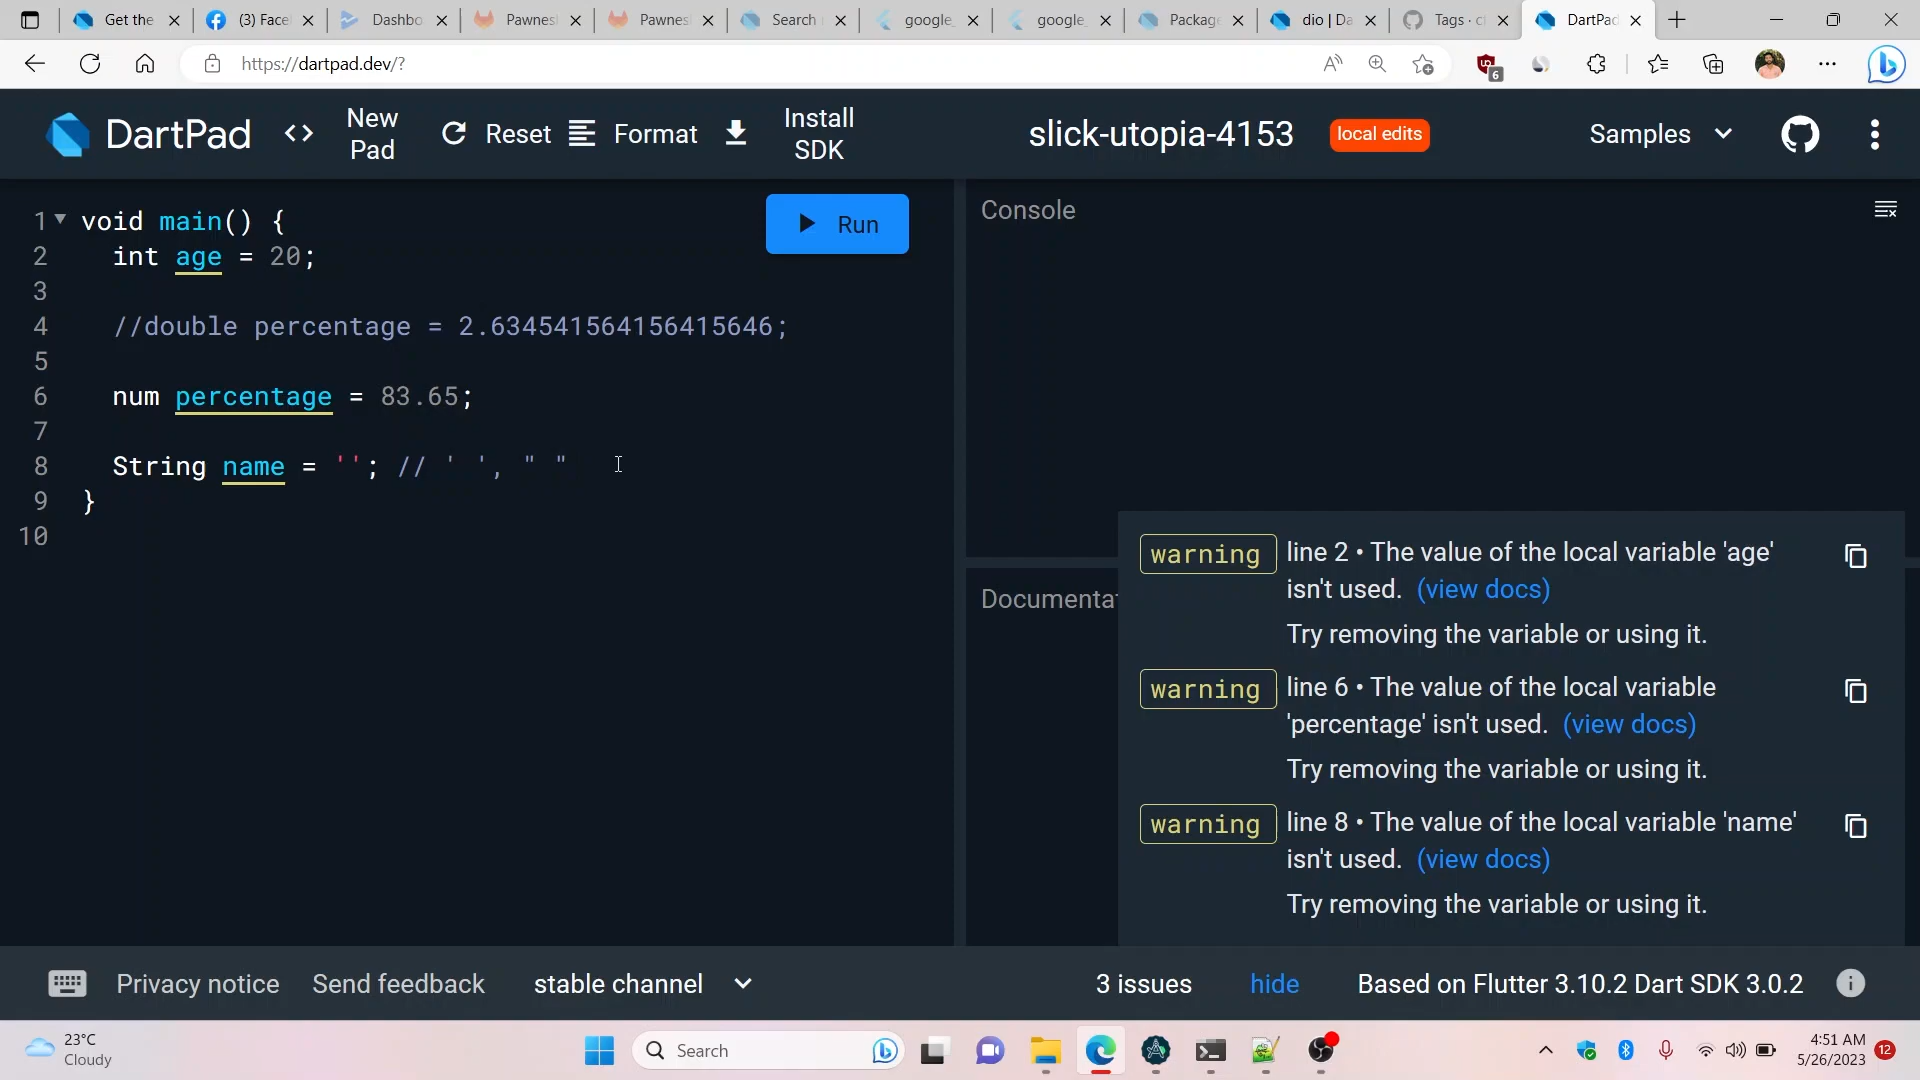 Get the
(3) Face
Dashbo
Pawnes
Pawnes
Search
google_
google_
Package
dio | Da
Tags · c
DartPad
https://dartpad.dev/?
6
DartPad
<>
New Pad
Reset
Format
Install SDK
slick-utopia-4153
local edits
Samples
Run
Console
1 void main() {
2 int age = 20;
3
4 //double percentage = 2.634541564156415646;
5
6 num percentage = 83.65;
7
8 String name = ''; // ' ', " "
9 }
10
Documentat
warning line 2 • The value of the local variable 'age'
isn't used. (view docs)
Try removing the variable or using it.
warning line 6 • The value of the local variable
'percentage' isn't used. (view docs)
Try removing the variable or using it.
warning line 8 • The value of the local variable 'name'
isn't used. (view docs)
Try removing the variable or using it.
Privacy notice
Send feedback
stable channel
3 issues
hide
Based on Flutter 3.10.2 Dart SDK 3.0.2
23°C
Cloudy
Search
4:51 AM
5/26/2023
12